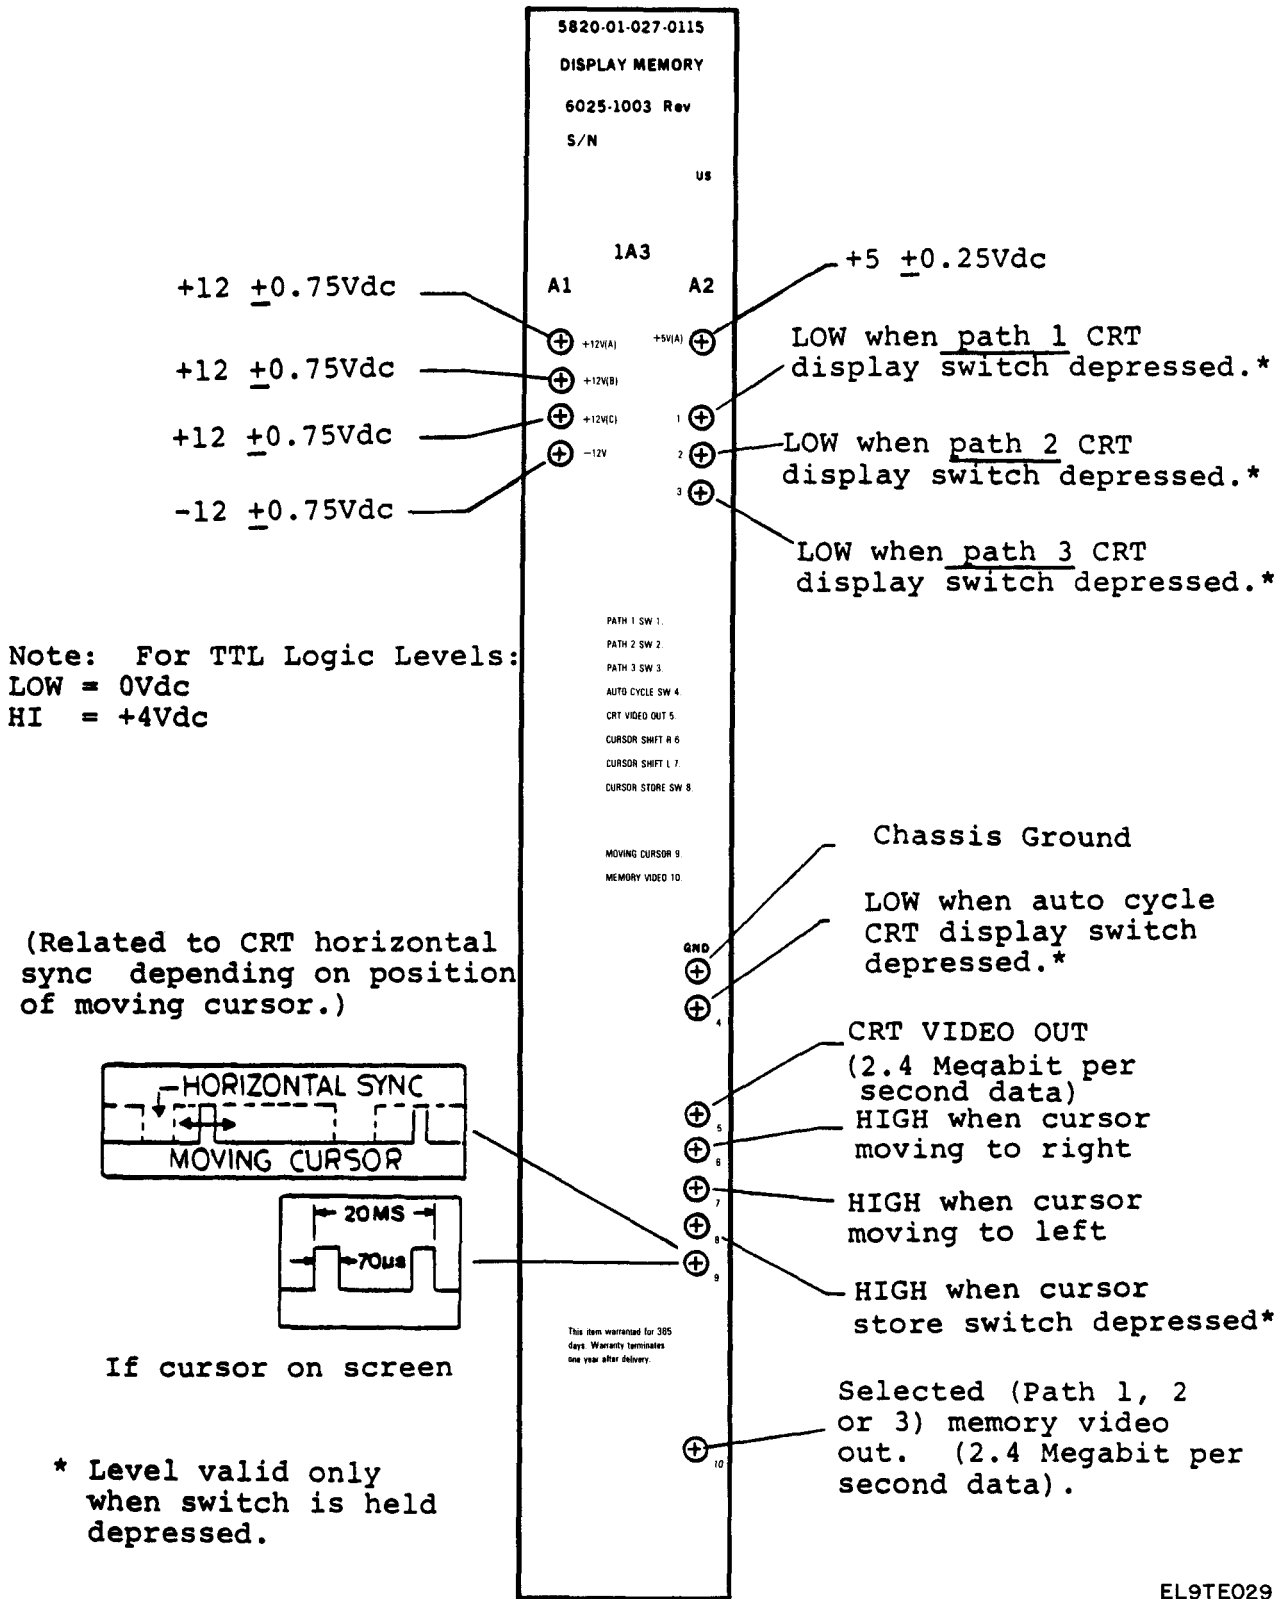 5820-01-027-0115
DISPLAY MEMORY
6025-1003 Rev
S/N
US
1A3
A1
A2
+12 ±0.75Vdc
+12 ±0.75Vdc
+12 ±0.75Vdc
-12 ±0.75Vdc
+12V(A)
+12V(B)
+12V(C)
-12V
+5V(A)
1
2
3
+5 ±0.25Vdc
LOW when path 1 CRT
display switch depressed.*
LOW when path 2 CRT
display switch depressed.*
LOW when path 3 CRT
display switch depressed.*
Note: For TTL Logic Levels:
LOW = 0Vdc
HI = +4Vdc
PATH 1 SW 1.
PATH 2 SW 2.
PATH 3 SW 3.
AUTO CYCLE SW 4.
CRT VIDEO OUT 5.
CURSOR SHIFT R 6
CURSOR SHIFT L 7.
CURSOR STORE SW 8.
MOVING CURSOR 9.
MEMORY VIDEO 10.
GND
4
5
6
7
8
9
10
Chassis Ground
LOW when auto cycle
CRT display switch
depressed.*
CRT VIDEO OUT
(2.4 Megabit per
second data)
HIGH when cursor
moving to right
HIGH when cursor
moving to left
HIGH when cursor
store switch depressed*
Selected (Path 1, 2
or 3) memory video
out. (2.4 Megabit per
second data).
(Related to CRT horizontal
sync depending on position
of moving cursor.)
HORIZONTAL SYNC
MOVING CURSOR
20MS
70µs
If cursor on screen
This item warranted for 365
days. Warranty terminates
one year after delivery.
* Level valid only
when switch is held
depressed.
EL9TE029